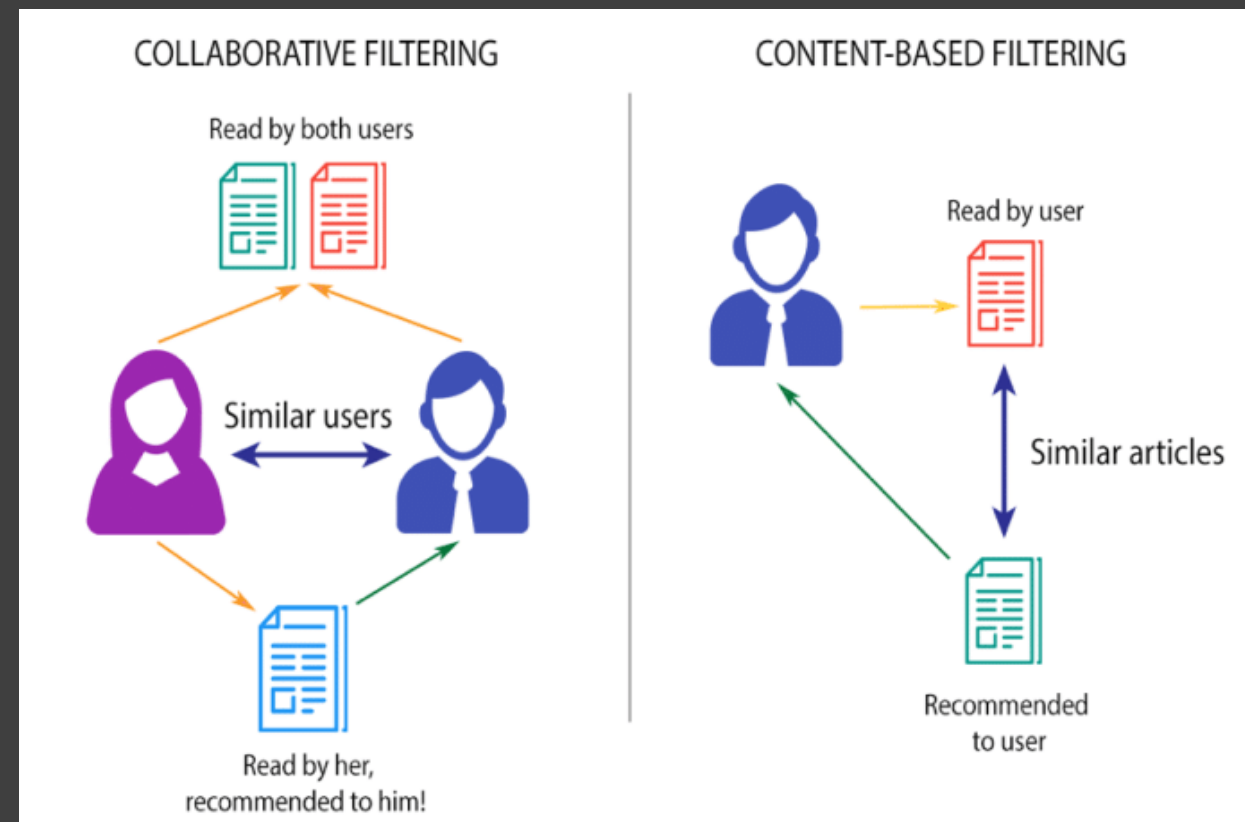 COLLABORATIVE FILTERING
Read by both users
Similar users
Read by her,
recommended to him!
CONTENT-BASED FILTERING
Read by user
Similar articles
Recommended
to user